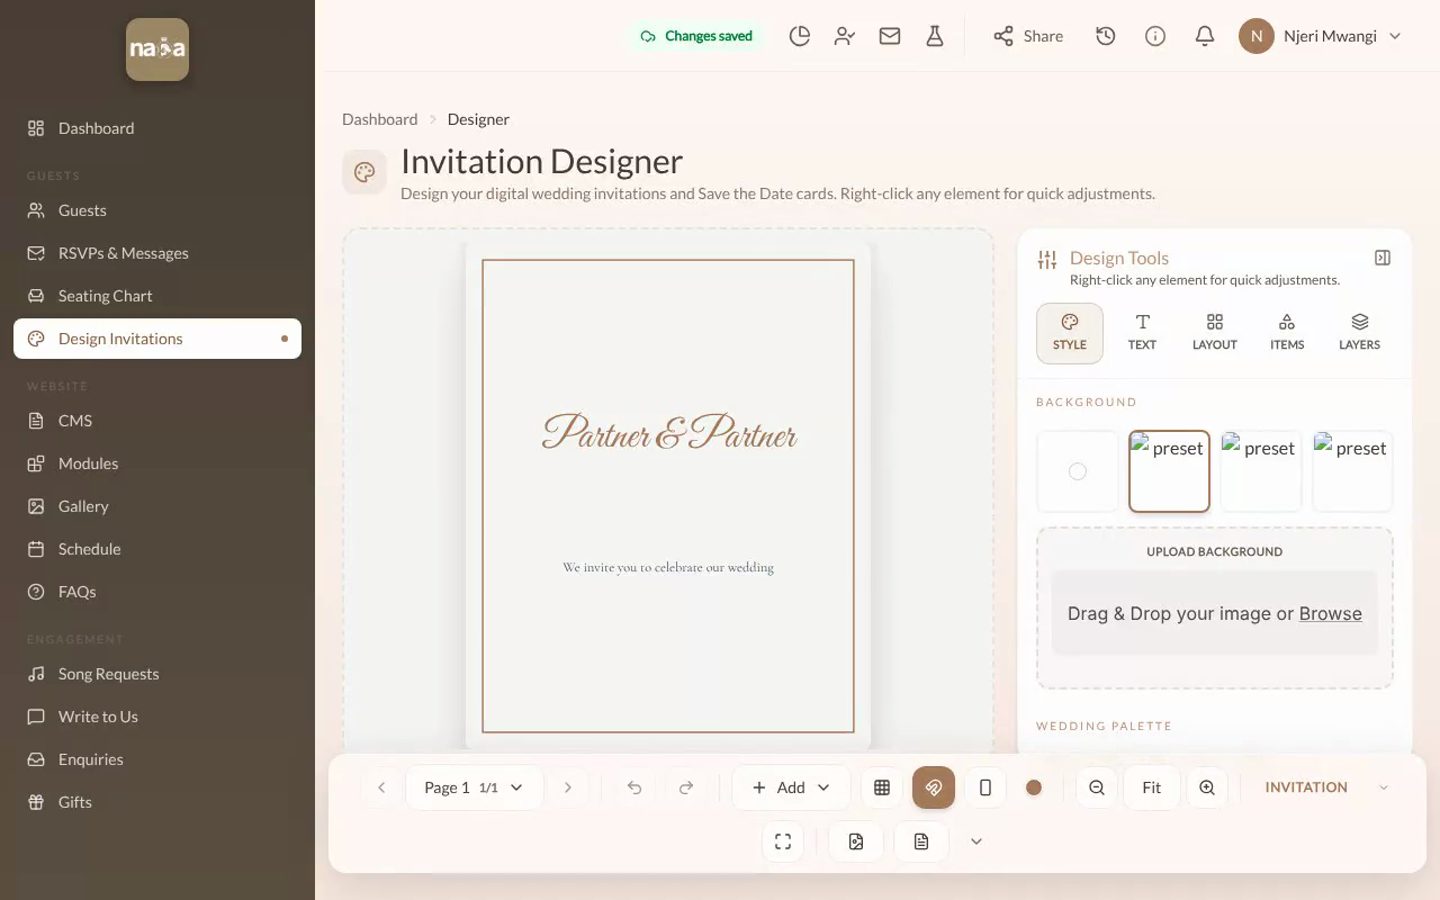 naiia
Dashboard
GUESTS
Guests
RSVPs & Messages
Seating Chart
Design Invitations
WEBSITE
CMS
Modules
Gallery
Schedule
FAQs
ENGAGEMENT
Song Requests
Write to Us
Enquiries
Gifts
Changes saved
Share
N
Njeri Mwangi
Dashboard Designer
Invitation Designer
Design your digital wedding invitations and Save the Date cards. Right-click any element for quick adjustments.
Partner & Partner
We invite you to celebrate our wedding
Design Tools
Right-click any element for quick adjustments.
STYLE TEXT LAYOUT ITEMS LAYERS
BACKGROUND
preset preset preset
UPLOAD BACKGROUND
Drag & Drop your image or Browse
WEDDING PALETTE
Page 1 1/1 Add Fit INVITATION